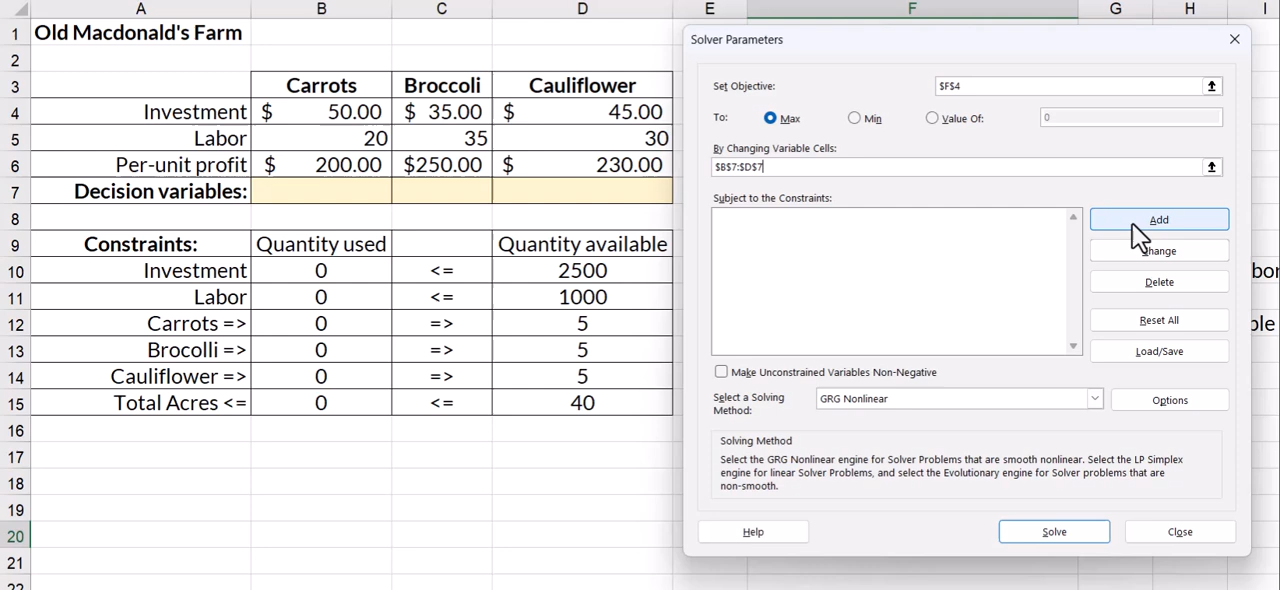 A B C D E F G H I
1 Old Macdonald's Farm
2
3 Carrots Broccoli Cauliflower
4 Investment $ 50.00 $ 35.00 $ 45.00
5 Labor 20 35 30
6 Per-unit profit $ 200.00 $250.00 $ 230.00
7 Decision variables:
8
9 Constraints: Quantity used Quantity available
10 Investment 0 <= 2500
11 Labor 0 <= 1000
12 Carrots => 0 => 5
13 Brocolli => 0 => 5
14 Cauliflower => 0 => 5
15 Total Acres <= 0 <= 40
16
17
18
19
20
21
22
Solver Parameters
Set Objective: $F$4
To: Max Min Value Of: 0
By Changing Variable Cells:
$B$7:$D$7
Subject to the Constraints:
Add
Change
Delete
Reset All
Load/Save
Make Unconstrained Variables Non-Negative
Select a Solving
Method:
GRG Nonlinear
Options
Solving Method
Select the GRG Nonlinear engine for Solver Problems that are smooth nonlinear. Select the LP Simplex
engine for linear Solver Problems, and select the Evolutionary engine for Solver problems that are
non-smooth.
Help Solve Close